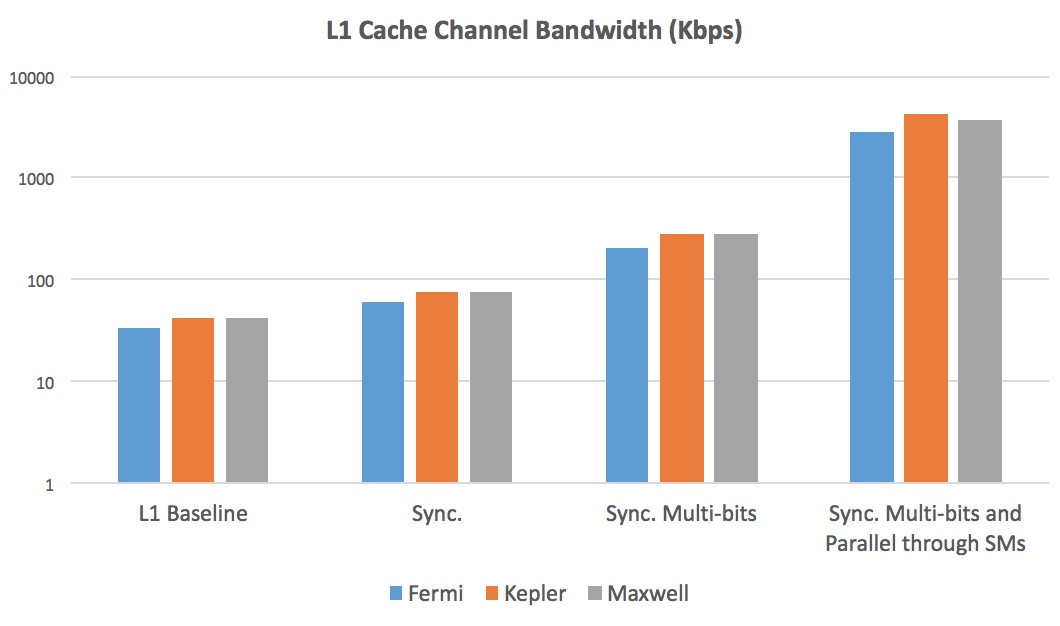 L1 Cache Channel Bandwidth (Kbps)
10000
1000
100
10
1
L1 Baseline
Sync.
Sync. Multi-bits
Sync. Multi-bits and
Parallel through SMs
Fermi
Kepler
Maxwell